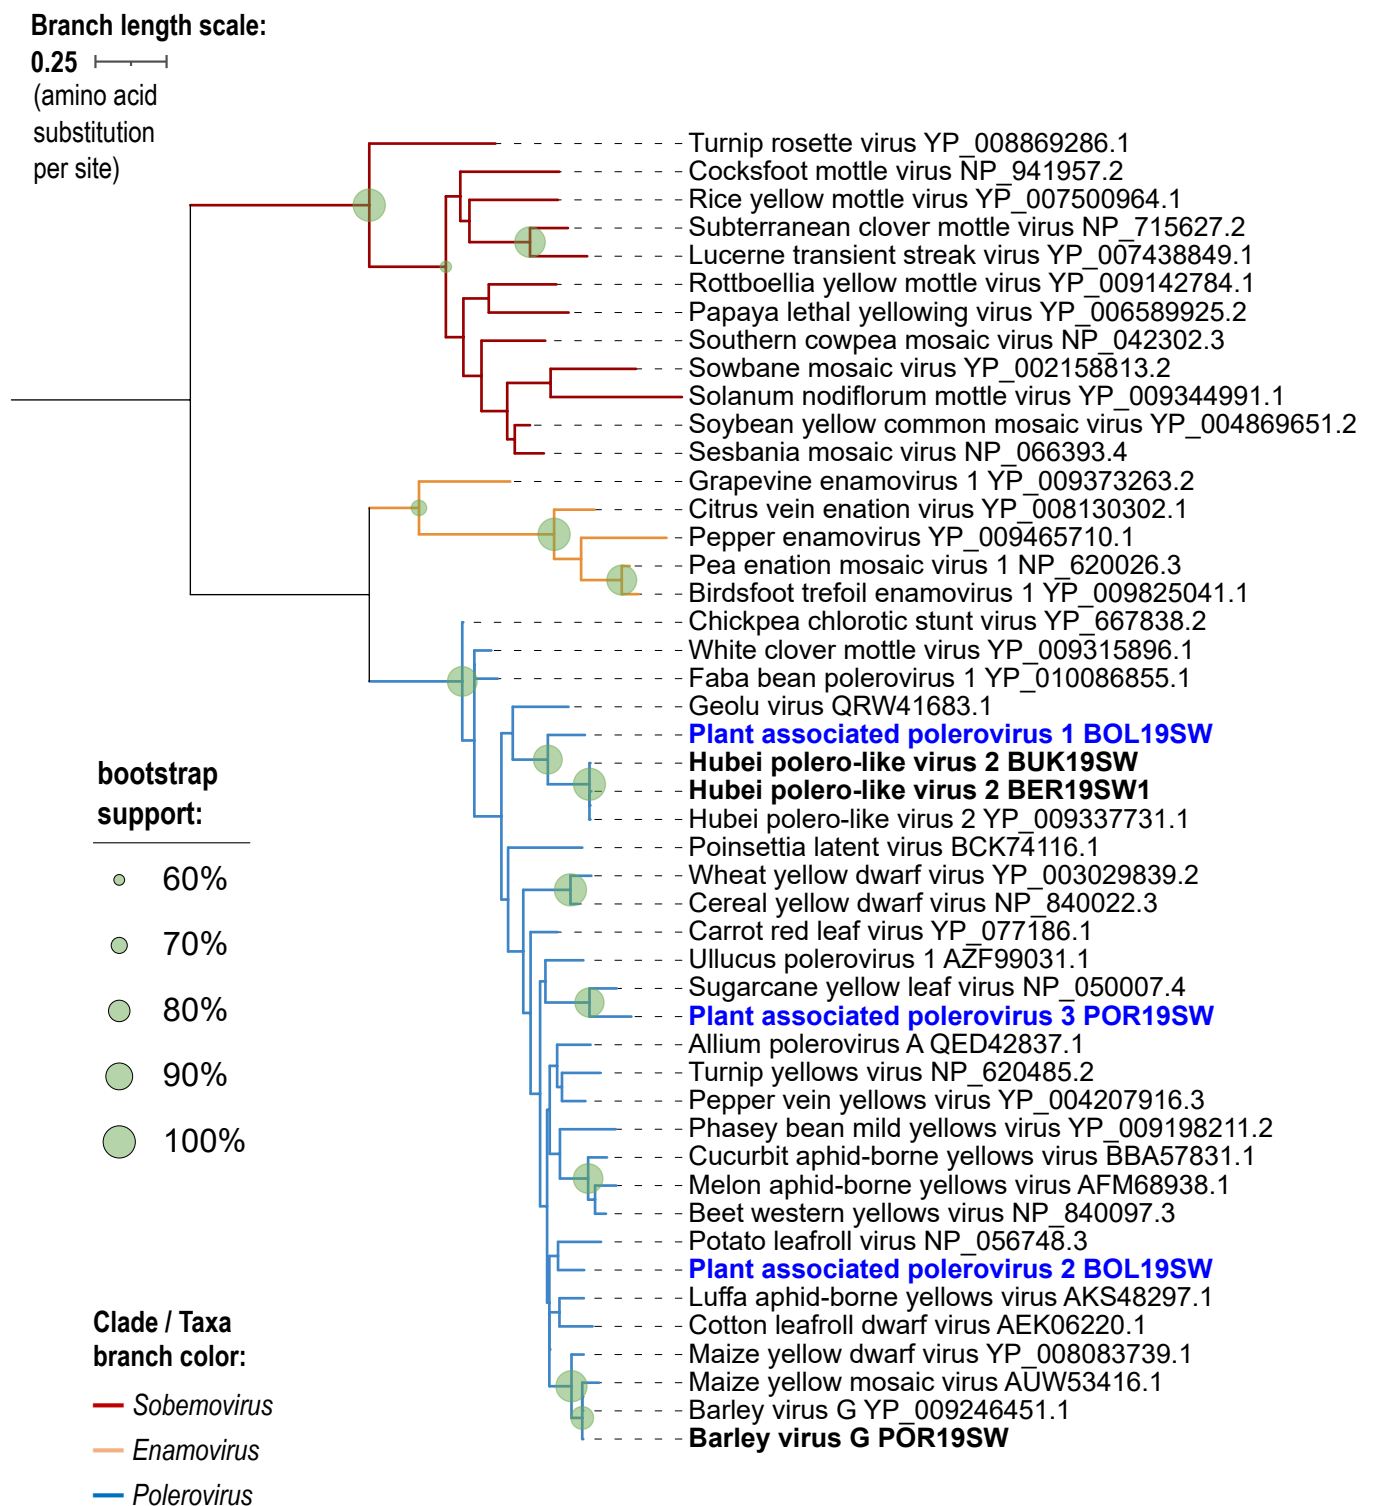 Branch length scale:
0.25
(amino acid
substitution
per site)
Turnip rosette virus YP_008869286.1
Cocksfoot mottle virus NP_941957.2
Rice yellow mottle virus YP_007500964.1
Subterranean clover mottle virus NP_715627.2
Lucerne transient streak virus YP_007438849.1
Rottboellia yellow mottle virus YP_009142784.1
Papaya lethal yellowing virus YP_006589925.2
Southern cowpea mosaic virus NP_042302.3
Sowbane mosaic virus YP_002158813.2
Solanum nodiflorum mottle virus YP_009344991.1
Soybean yellow common mosaic virus YP_004869651.2
Sesbania mosaic virus NP_066393.4
Grapevine enamovirus 1 YP_009373263.2
Citrus vein enation virus YP_008130302.1
Pepper enamovirus YP_009465710.1
Pea enation mosaic virus 1 NP_620026.3
Birdsfoot trefoil enamovirus 1 YP_009825041.1
Chickpea chlorotic stunt virus YP_667838.2
White clover mottle virus YP_009315896.1
Faba bean polerovirus 1 YP_010086855.1
Geolu virus QRW41683.1
Plant associated polerovirus 1 BOL19SW
Hubei polero-like virus 2 BUK19SW
Hubei polero-like virus 2 BER19SW1
Hubei polero-like virus 2 YP_009337731.1
Poinsettia latent virus BCK74116.1
Wheat yellow dwarf virus YP_003029839.2
Cereal yellow dwarf virus NP_840022.3
Carrot red leaf virus YP_077186.1
Ullucus polerovirus 1 AZF99031.1
Sugarcane yellow leaf virus NP_050007.4
Plant associated polerovirus 3 POR19SW
Allium polerovirus A QED42837.1
Turnip yellows virus NP_620485.2
Pepper vein yellows virus YP_004207916.3
Phasey bean mild yellows virus YP_009198211.2
Cucurbit aphid-borne yellows virus BBA57831.1
Melon aphid-borne yellows virus AFM68938.1
Beet western yellows virus NP_840097.3
Potato leafroll virus NP_056748.3
Plant associated polerovirus 2 BOL19SW
Luffa aphid-borne yellows virus AKS48297.1
Cotton leafroll dwarf virus AEK06220.1
Maize yellow dwarf virus YP_008083739.1
Maize yellow mosaic virus AUW53416.1
Barley virus G YP_009246451.1
Barley virus G POR19SW
bootstrap
support:
60%
70%
80%
90%
100%
Clade / Taxa
branch color:
Sobemovirus
Enamovirus
Polerovirus